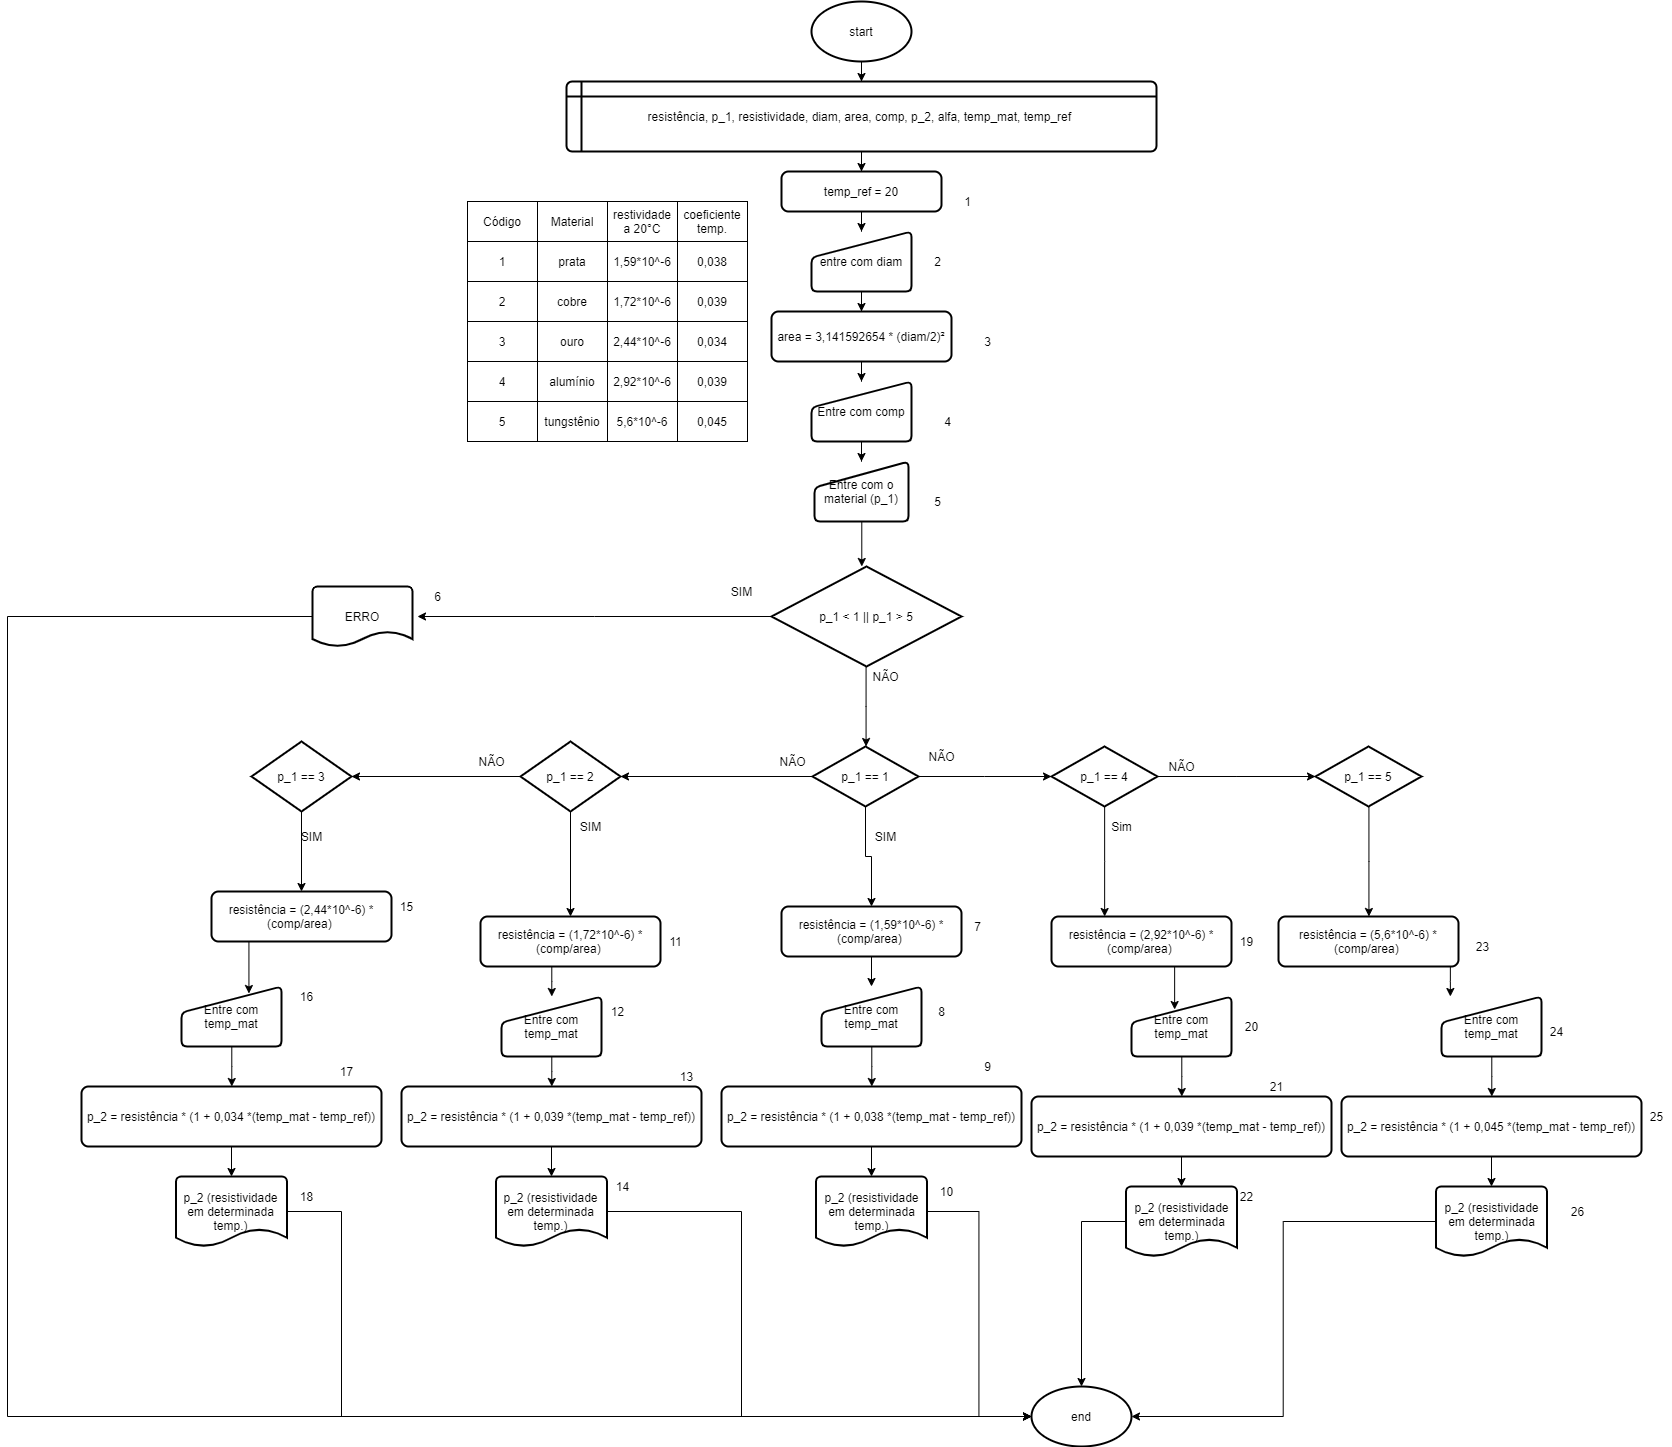 start
resistência, p_1, resistividade, diam, area, comp, p_2, alfa, temp_mat, temp_ref
temp_ref = 20
1
Código
Material
restividade
a 20°C
coeficiente
temp.
1
prata
1,59*10^-6
0,038
2
cobre
1,72*10^-6
0,039
3
ouro
2,44*10^-6
0,034
4
alumínio
2,92*10^-6
0,039
5
tungstênio
5,6*10^-6
0,045
entre com diam
2
area = 3,141592654 * (diam/2)²
3
Entre com comp
4
Entre com o
material (p_1)
5
p_1 < 1 || p_1 > 5
SIM
6
ERRO
NÃO
p_1 == 3
NÃO
p_1 == 2
NÃO
p_1 == 1
NÃO
p_1 == 4
NÃO
p_1 == 5
SIM
SIM
SIM
Sim
resistência = (2,44*10^-6) *
(comp/area)
15
resistência = (1,72*10^-6) *
(comp/area)
11
resistência = (1,59*10^-6) *
(comp/area)
7
resistência = (2,92*10^-6) *
(comp/area)
19
resistência = (5,6*10^-6) *
(comp/area)
23
Entre com
temp_mat
16
Entre com
temp_mat
12
Entre com
temp_mat
8
Entre com
temp_mat
20
Entre com
temp_mat
24
17
p_2 = resistência * (1 + 0,034 *(temp_mat - temp_ref))
13
p_2 = resistência * (1 + 0,039 *(temp_mat - temp_ref))
9
p_2 = resistência * (1 + 0,038 *(temp_mat - temp_ref))
21
p_2 = resistência * (1 + 0,039 *(temp_mat - temp_ref))
p_2 = resistência * (1 + 0,045 *(temp_mat - temp_ref))
25
p_2 (resistividade
em determinada
temp.)
18
p_2 (resistividade
em determinada
temp.)
14
p_2 (resistividade
em determinada
temp.)
10
p_2 (resistividade
em determinada
temp.)
22
p_2 (resistividade
em determinada
temp.)
26
end